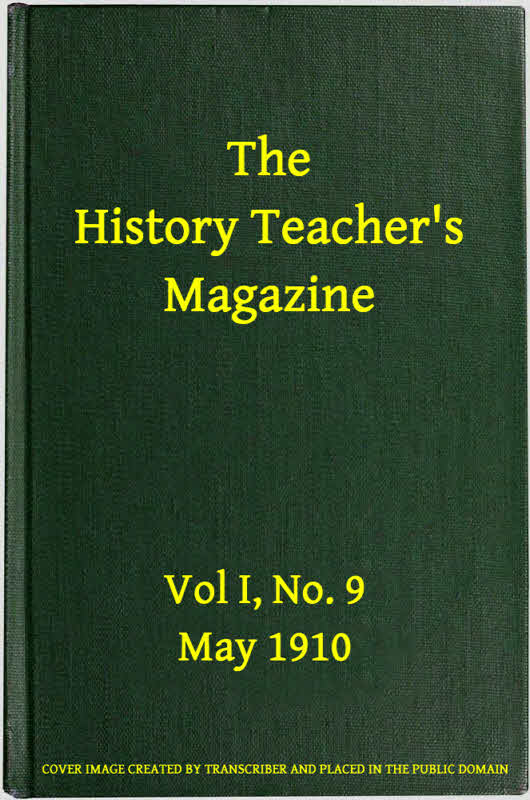 The
History Teacher's
Magazine
Vol I, No. 9
May 1910
COVER IMAGE CREATED BY TRANSCRIBER AND PLACED IN THE PUBLIC DOMAIN